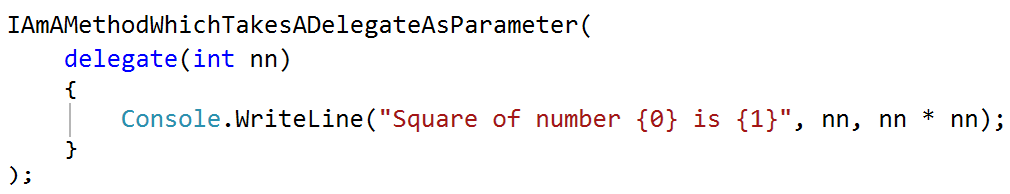 IAmAMethodWhichTakesADelegateAsParameter(
    delegate(int nn)
    {
        Console.WriteLine("Square of number {0} is {1}", nn, nn * nn);
    }
);